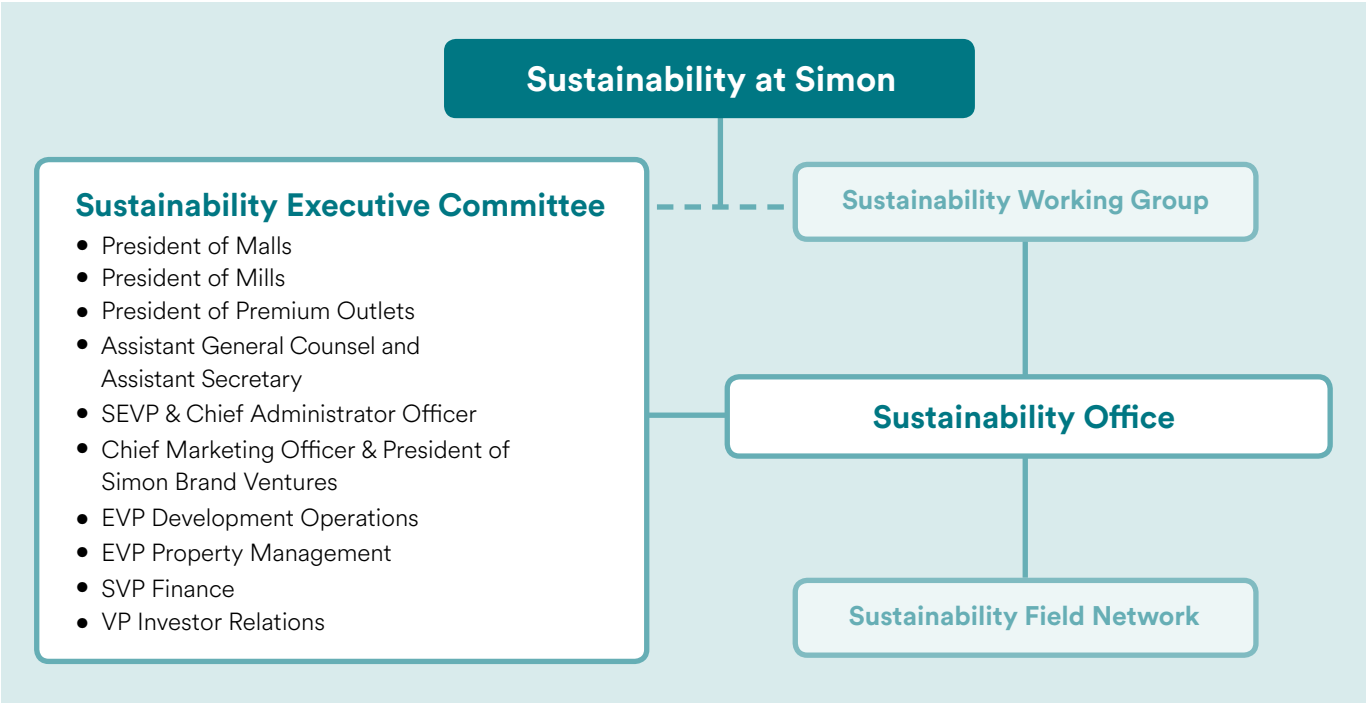 Sustainability at Simon
Sustainability Executive Committee
• President of Malls
• President of Mills
• President of Premium Outlets
• Assistant General Counsel and
Assistant Secretary
• SEVP & Chief Administrator Officer
• Chief Marketing Officer & President of
Simon Brand Ventures
• EVP Development Operations
• EVP Property Management
• SVP Finance
• VP Investor Relations
Sustainability Working Group
Sustainability Office
Sustainability Field Network